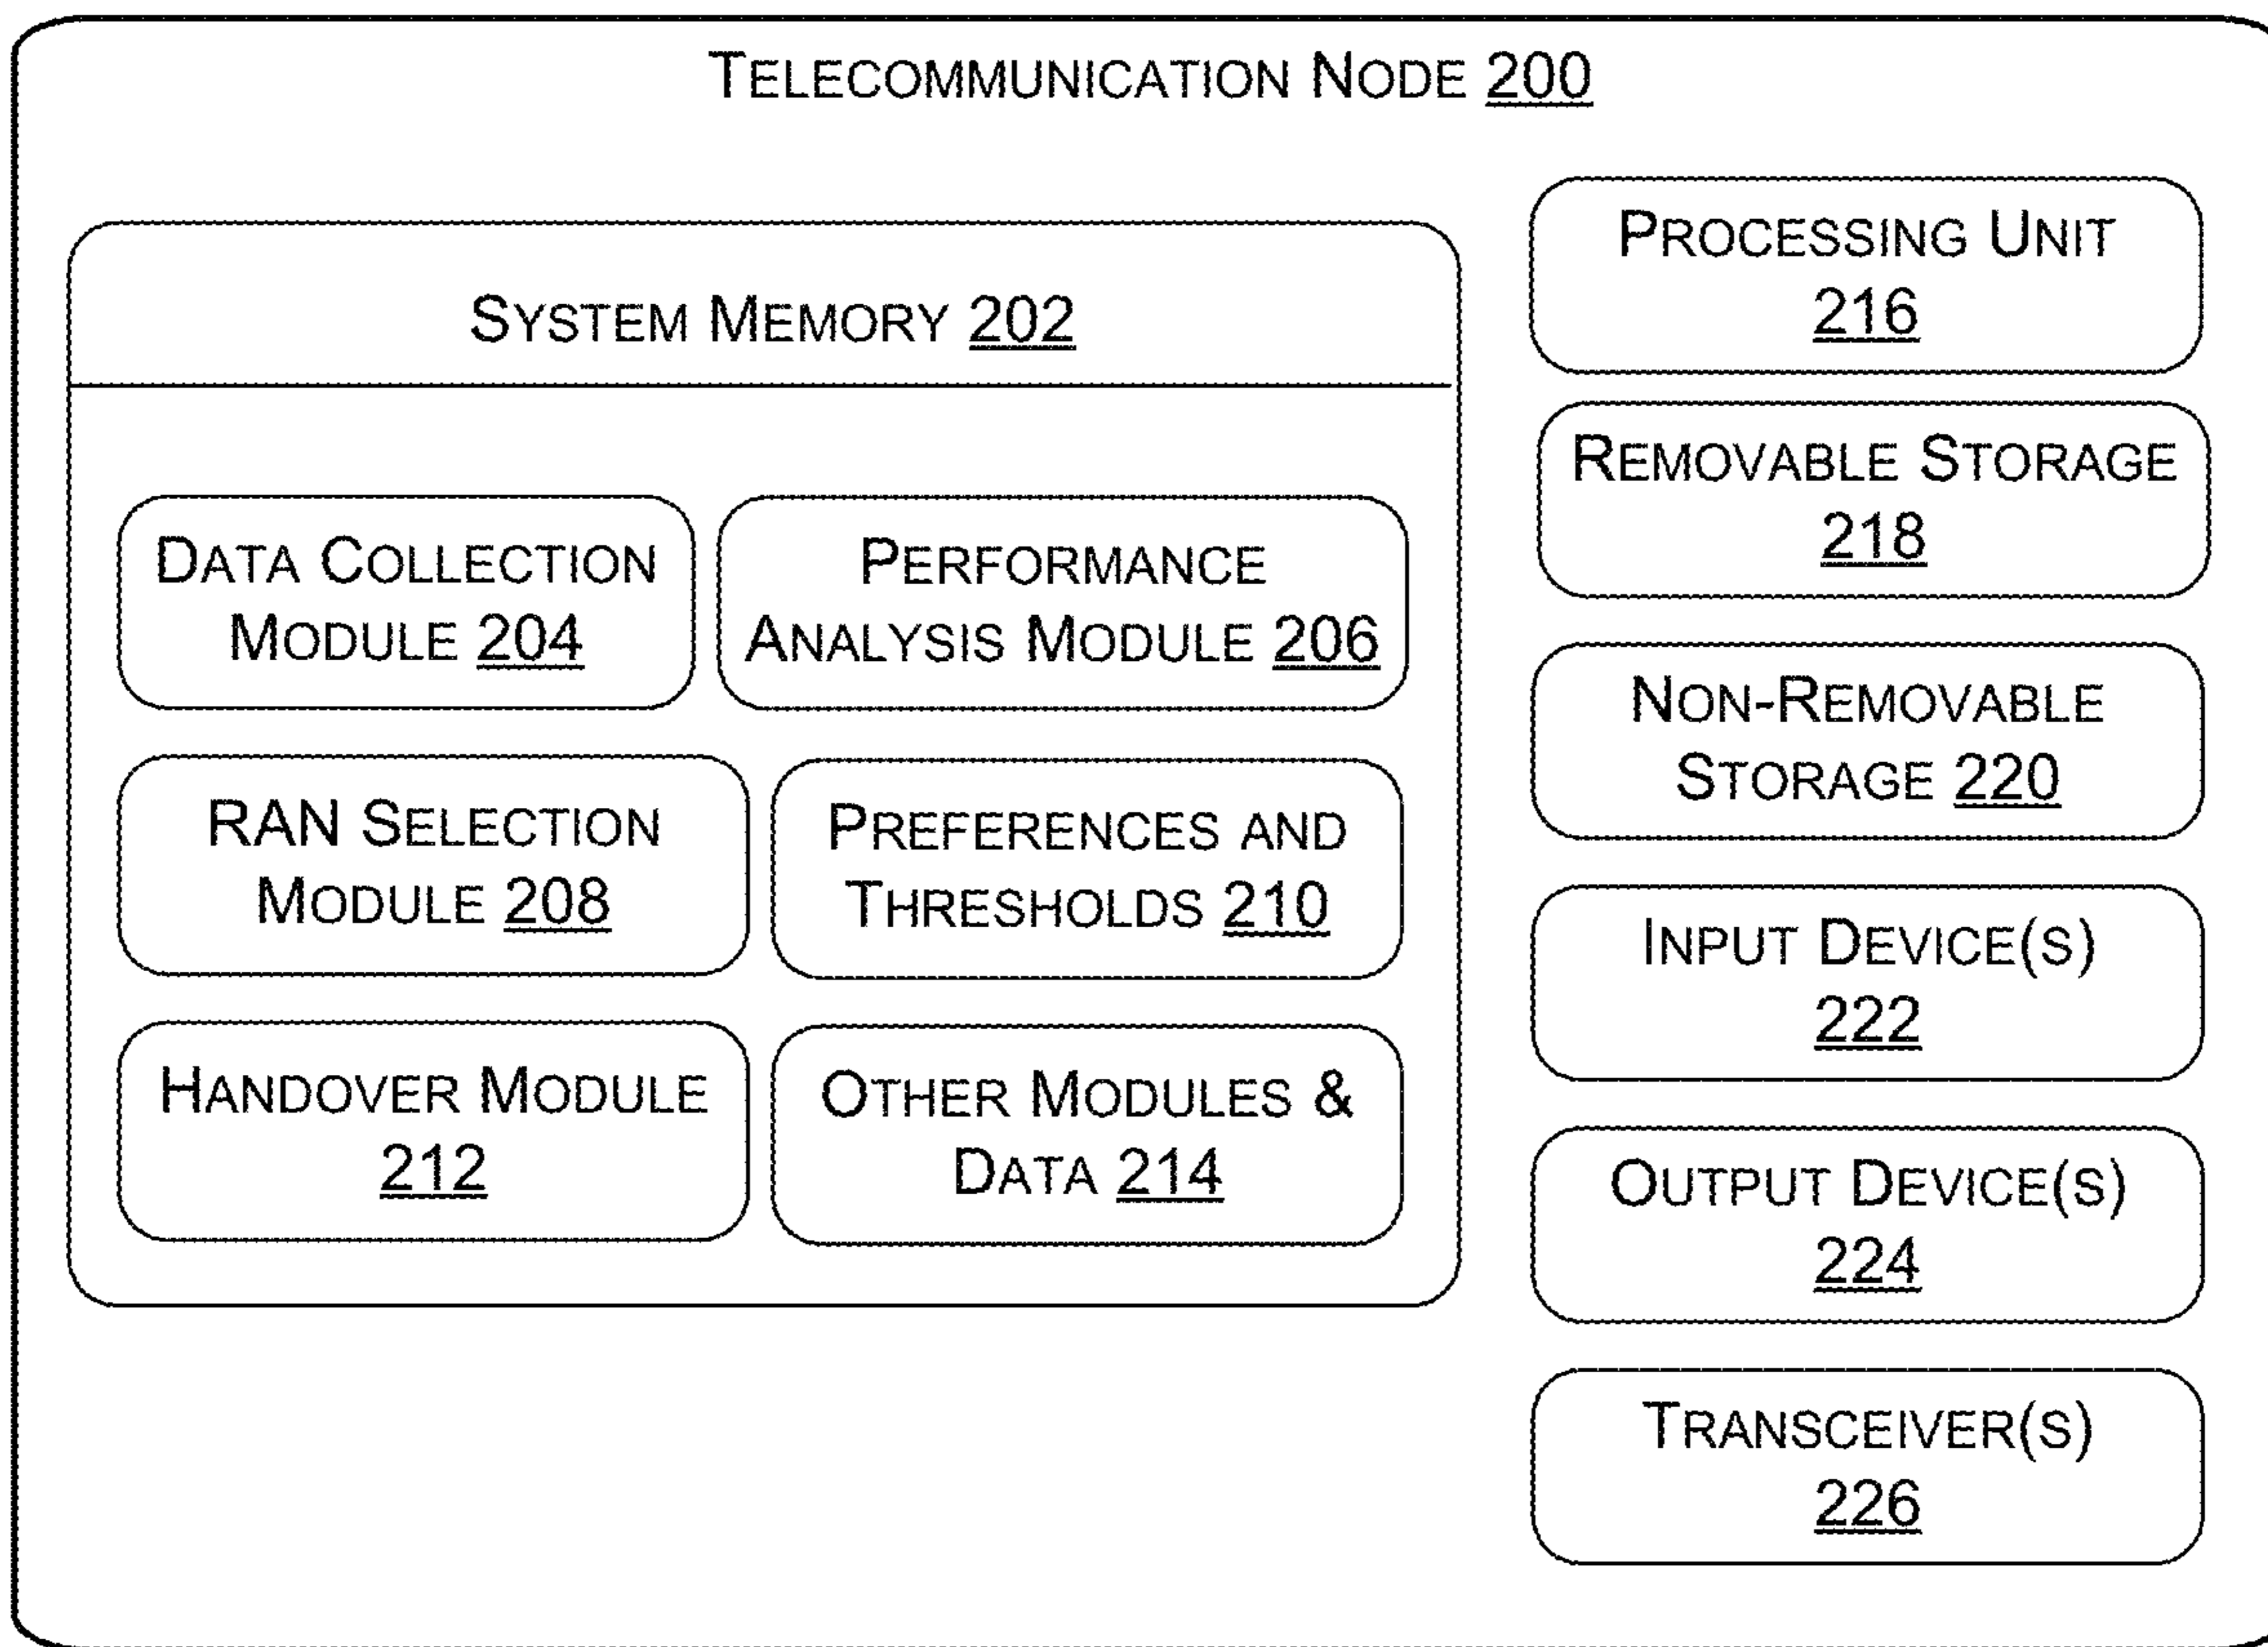 TELECOMMUNICATION NODE 200
SYSTEM MEMORY 202
DATA COLLECTION
MODULE 204
PERFORMANCE
ANALYSIS MODULE 206
RAN SELECTION
MODULE 208
PREFERENCES AND
THRESHOLDS 210
HANDOVER MODULE
212
OTHER MODULES &
DATA 214
PROCESSING UNIT
216
REMOVABLE STORAGE
218
NON-REMOVABLE
STORAGE 220
INPUT DEVICE(S)
222
OUTPUT DEVICE(S)
224
TRANSCEIVER(S)
226